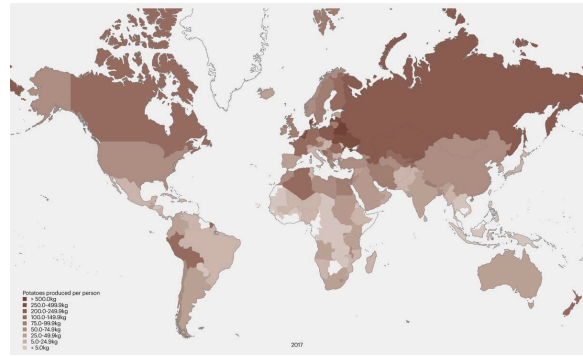 Potatoes produced per person
> 500.0kg
250.0-499.9kg
200.0-249.9kg
100.0-149.9kg
75.0-99.9kg
50.0-74.9kg
25.0-49.9kg
5.0-24.9kg
< 5.0kg
2017